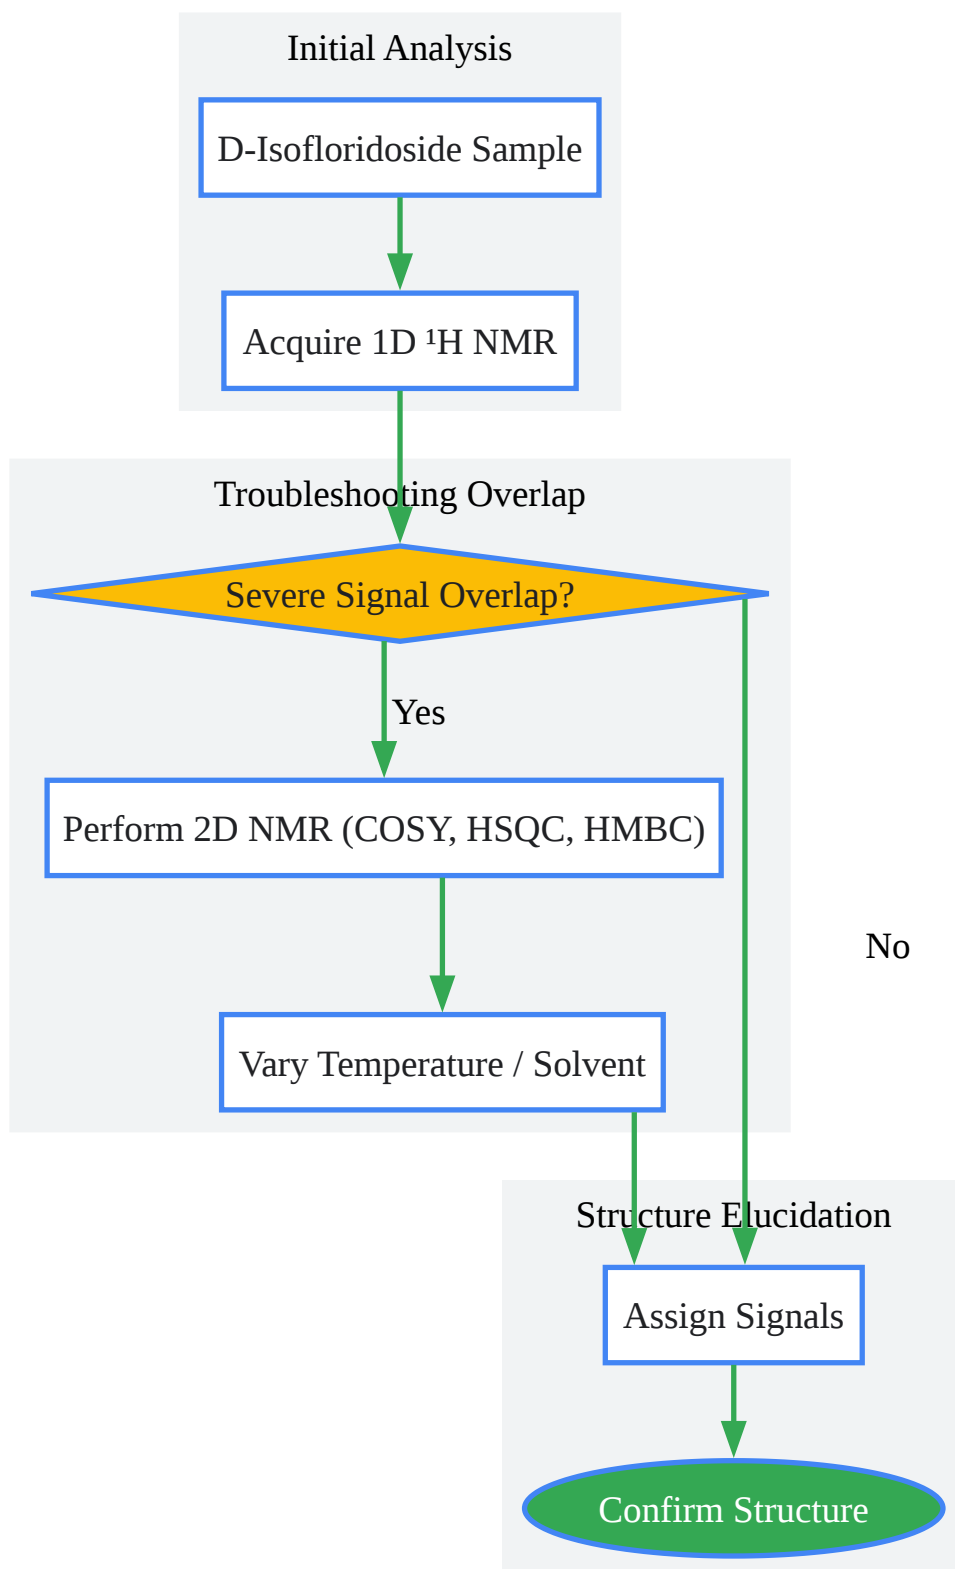 Initial Analysis
D-Isofloridoside Sample
Acquire 1D ¹H NMR
Troubleshooting Overlap
Severe Signal Overlap?
Yes
Perform 2D NMR (COSY, HSQC, HMBC)
No
Vary Temperature / Solvent
Structure Elucidation
Assign Signals
Confirm Structure